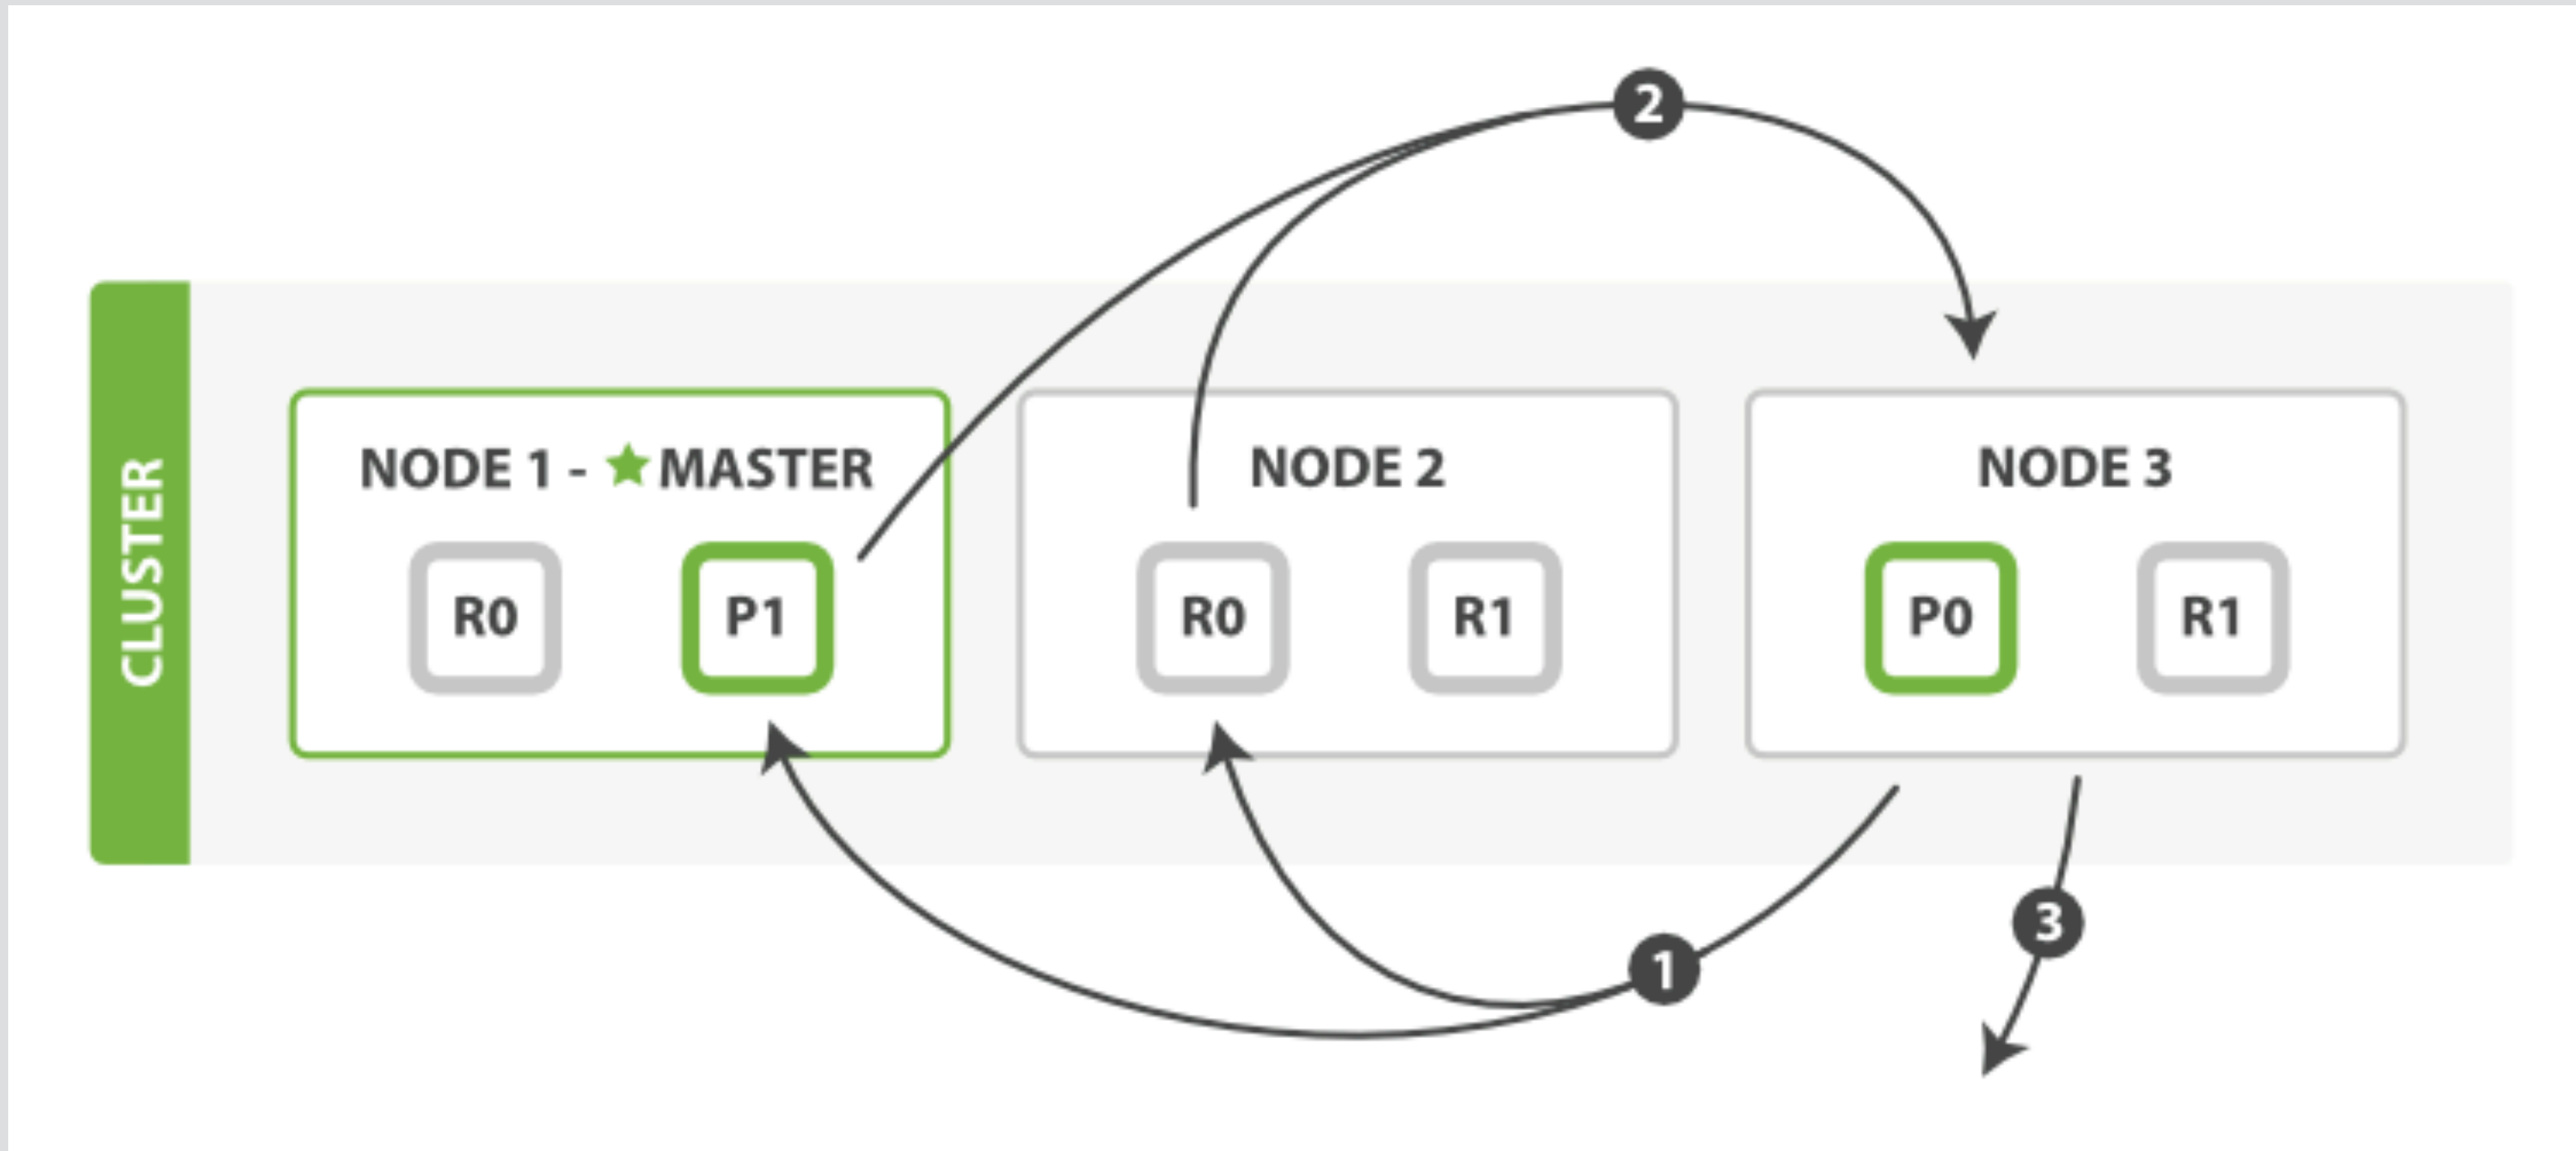 2
CLUSTER
NODE 1 - ★MASTER
R0
P1
NODE 2
R0
R1
NODE 3
P0
R1
1
3